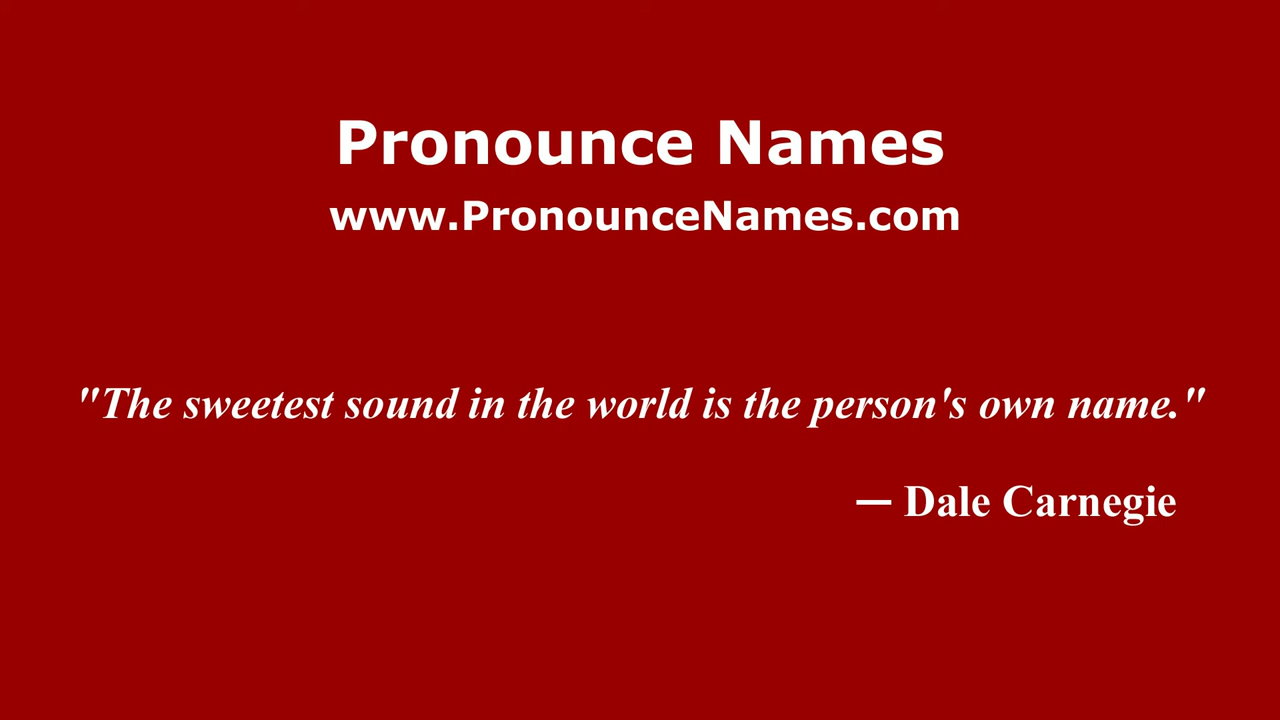 Pronounce Names
www.PronounceNames.com
"The sweetest sound in the world is the person's own name."
— Dale Carnegie